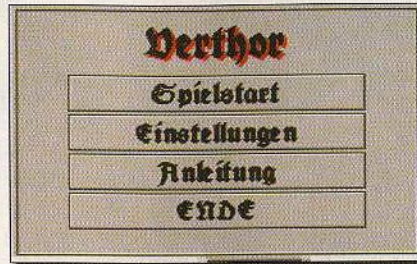 Verthor
Spielstart
Einstellungen
Anleitung
ENDE